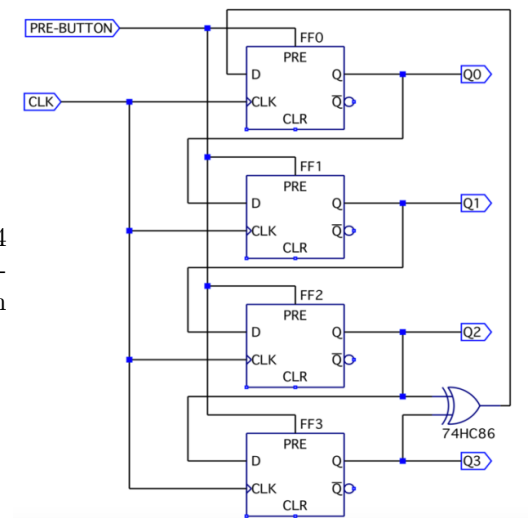 PRE-BUTTON
FF0
PRE
D Q
CLK
CLK Q̅
CLR
FF1
PRE
D Q
CLK Q̅
CLR
FF2
PRE
D Q
CLK Q̅
CLR
FF3
PRE
D Q
CLK Q̅
CLR
Q0
Q1
Q2
74HC86
Q3
4
-
n